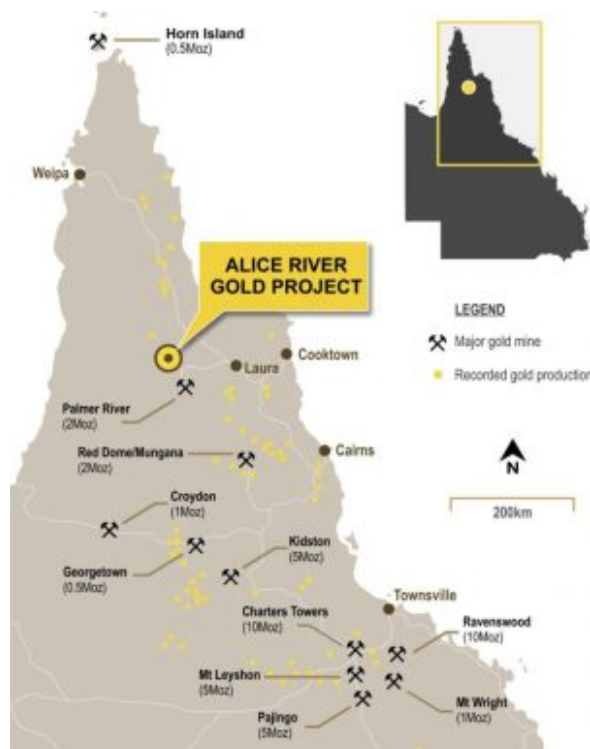 Horn Island
(0.5Moz)
Weipa
ALICE RIVER
GOLD PROJECT
LEGEND
Major gold mine
Recorded gold production
Cooktown
Laura
Palmer River
(2Moz)
Red Dome/Mungana
(2Moz)
Cairns
N
200km
Croydon
(1Moz)
Kidston
(5Moz)
Georgetown
(0.5Moz)
Townsville
Charters Towers
(10Moz)
Ravenswood
(10Moz)
Mt Leyshon
(5Moz)
Mt Wright
(1Moz)
Pajingo
(5Moz)